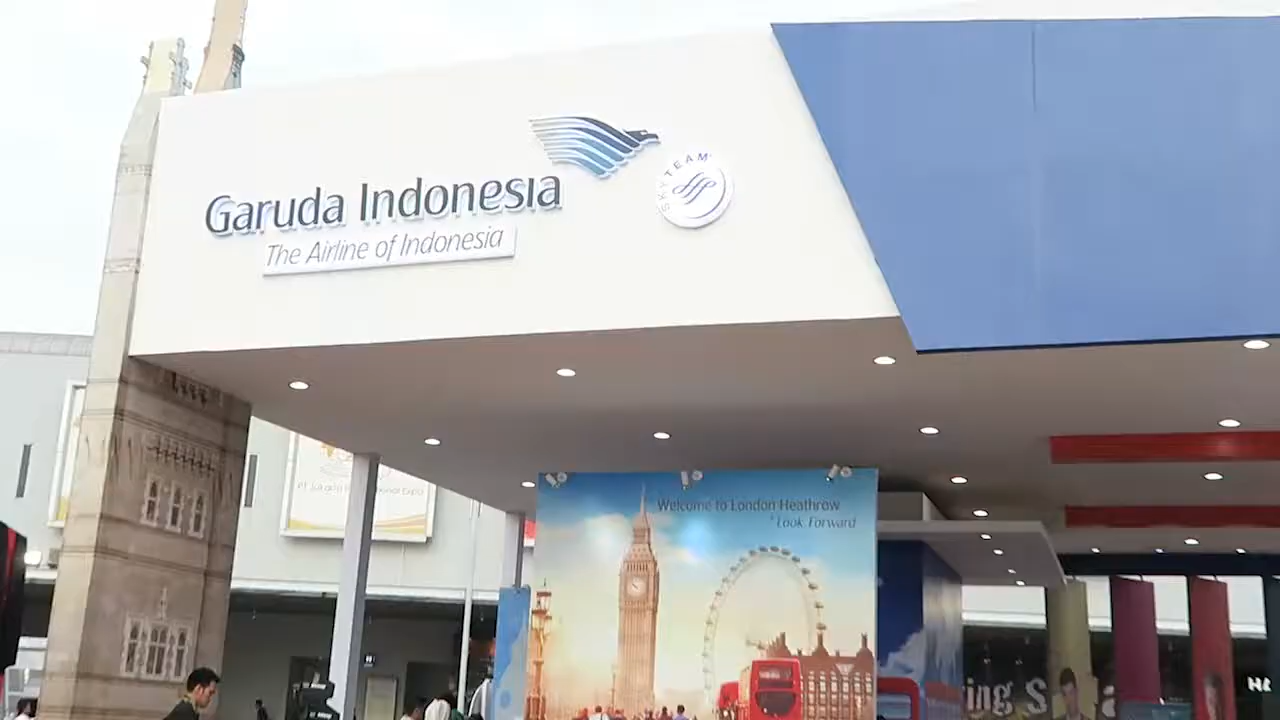 Garuda Indonesia
The Airline of Indonesia
SKYTEAM
Welcome to London Heathrow
Look Forward